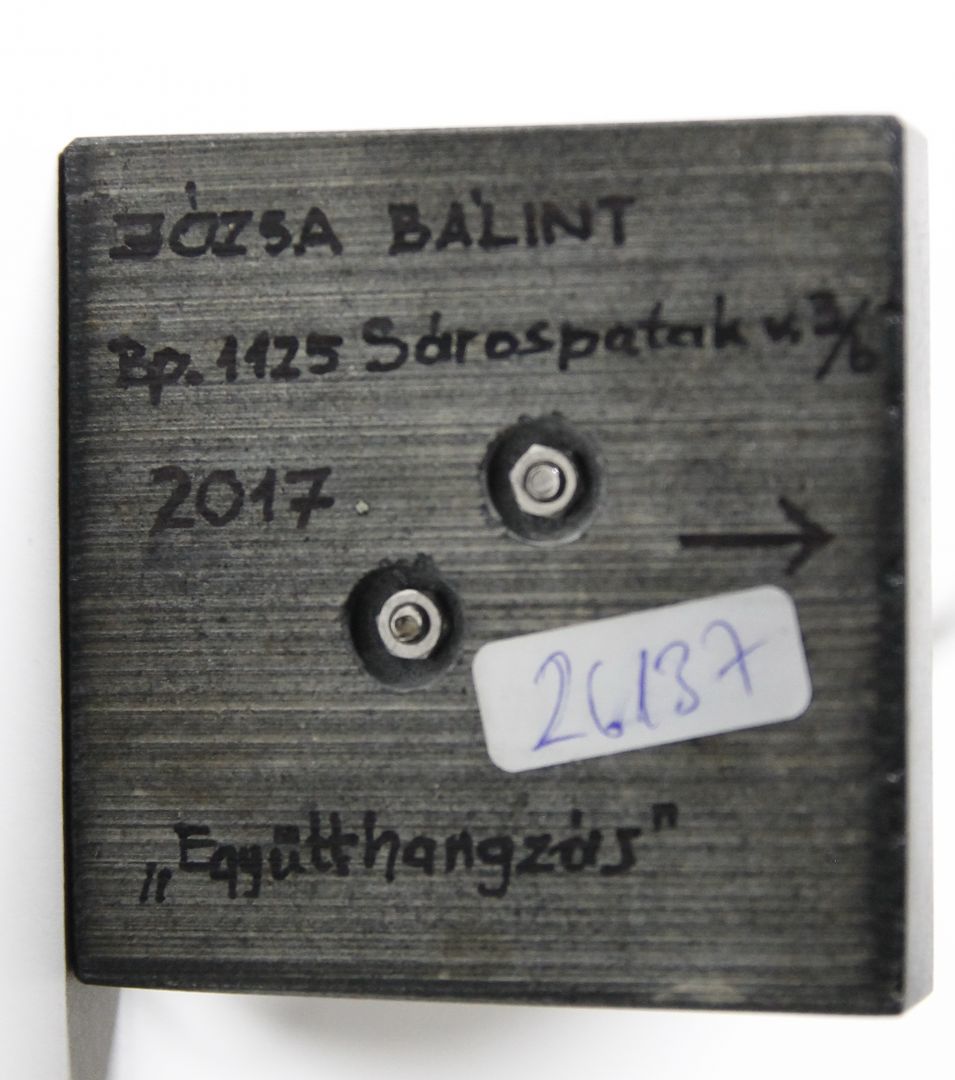 JÓZSA BÁLINT
Bp. 1125 Sárospatak u. 3/b
2017
26137
„Együtthangzás"